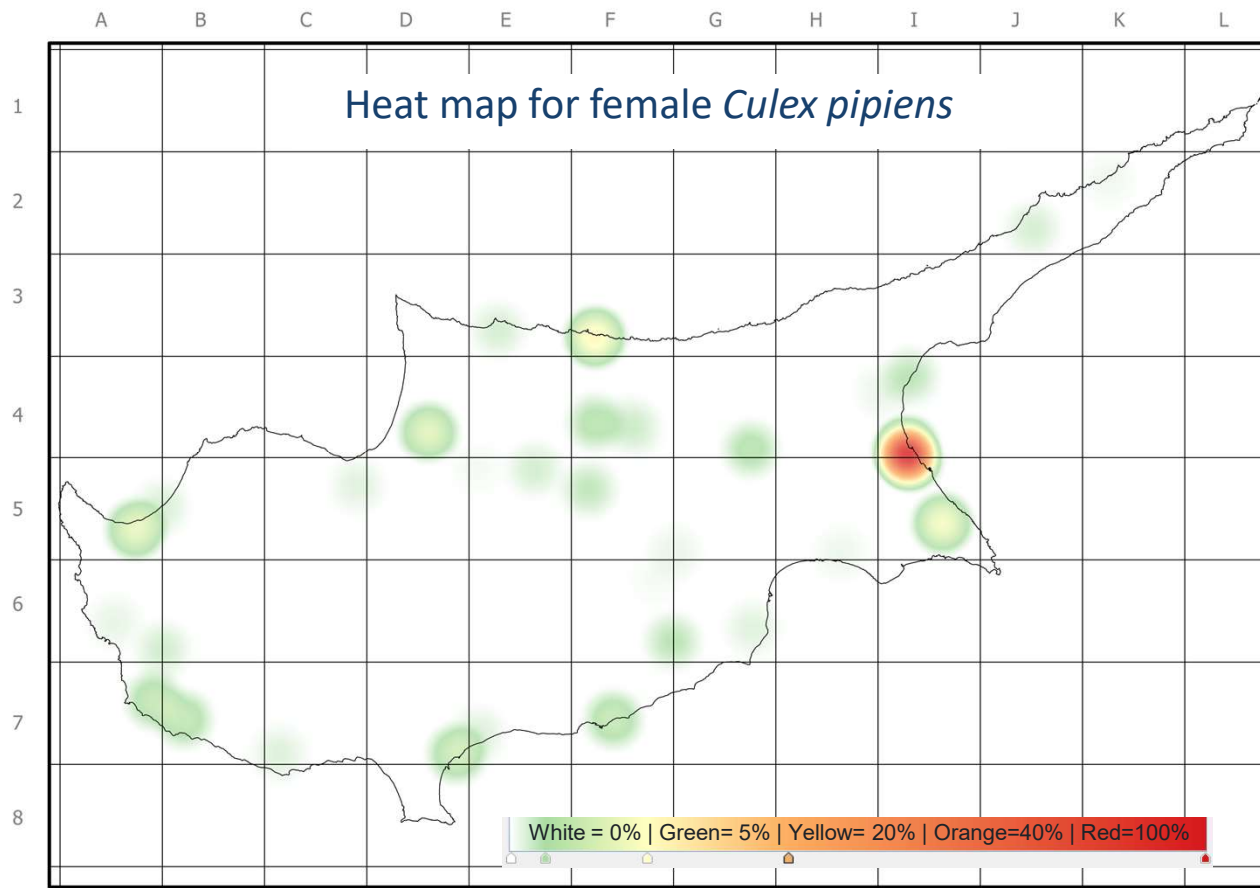 A B C D E F G H I J K L
1
Heat map for female Culex pipiens
2
3
4
5
6
7
8
White = 0% | Green= 5% | Yellow= 20% | Orange=40% | Red=100%